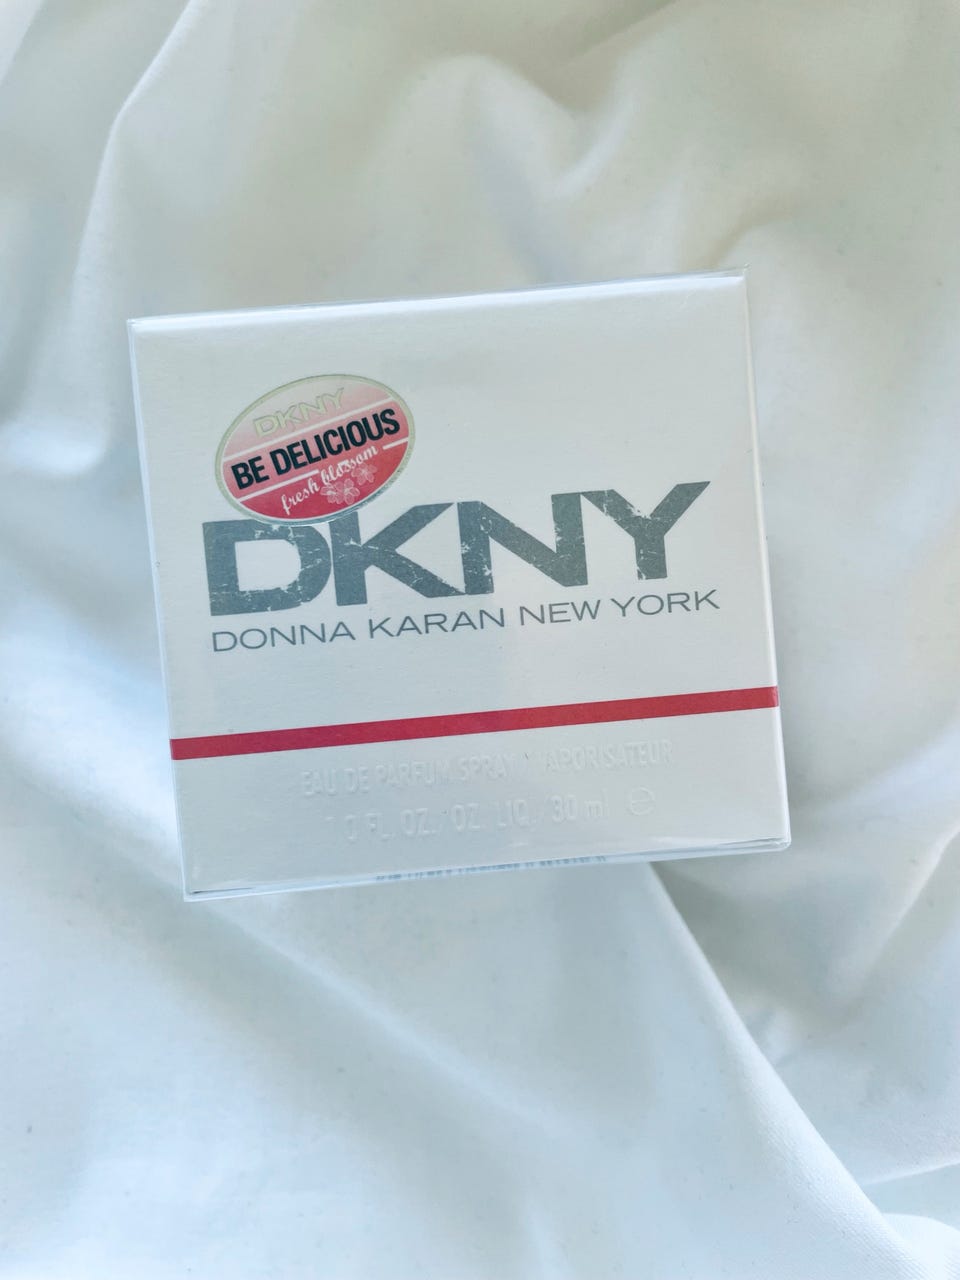 DKNY
BE DELICIOUS
fresh blossom
DKNY
DONNA KARAN NEW YORK
EAU DE PARFUM SPRAY / VAPORISATEUR
1.0 FL. OZ./OZ. LIQ./30 ml ℮